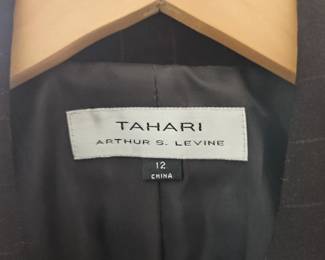 TAHARI
ARTHUR S. LEVINE
12
CHINA